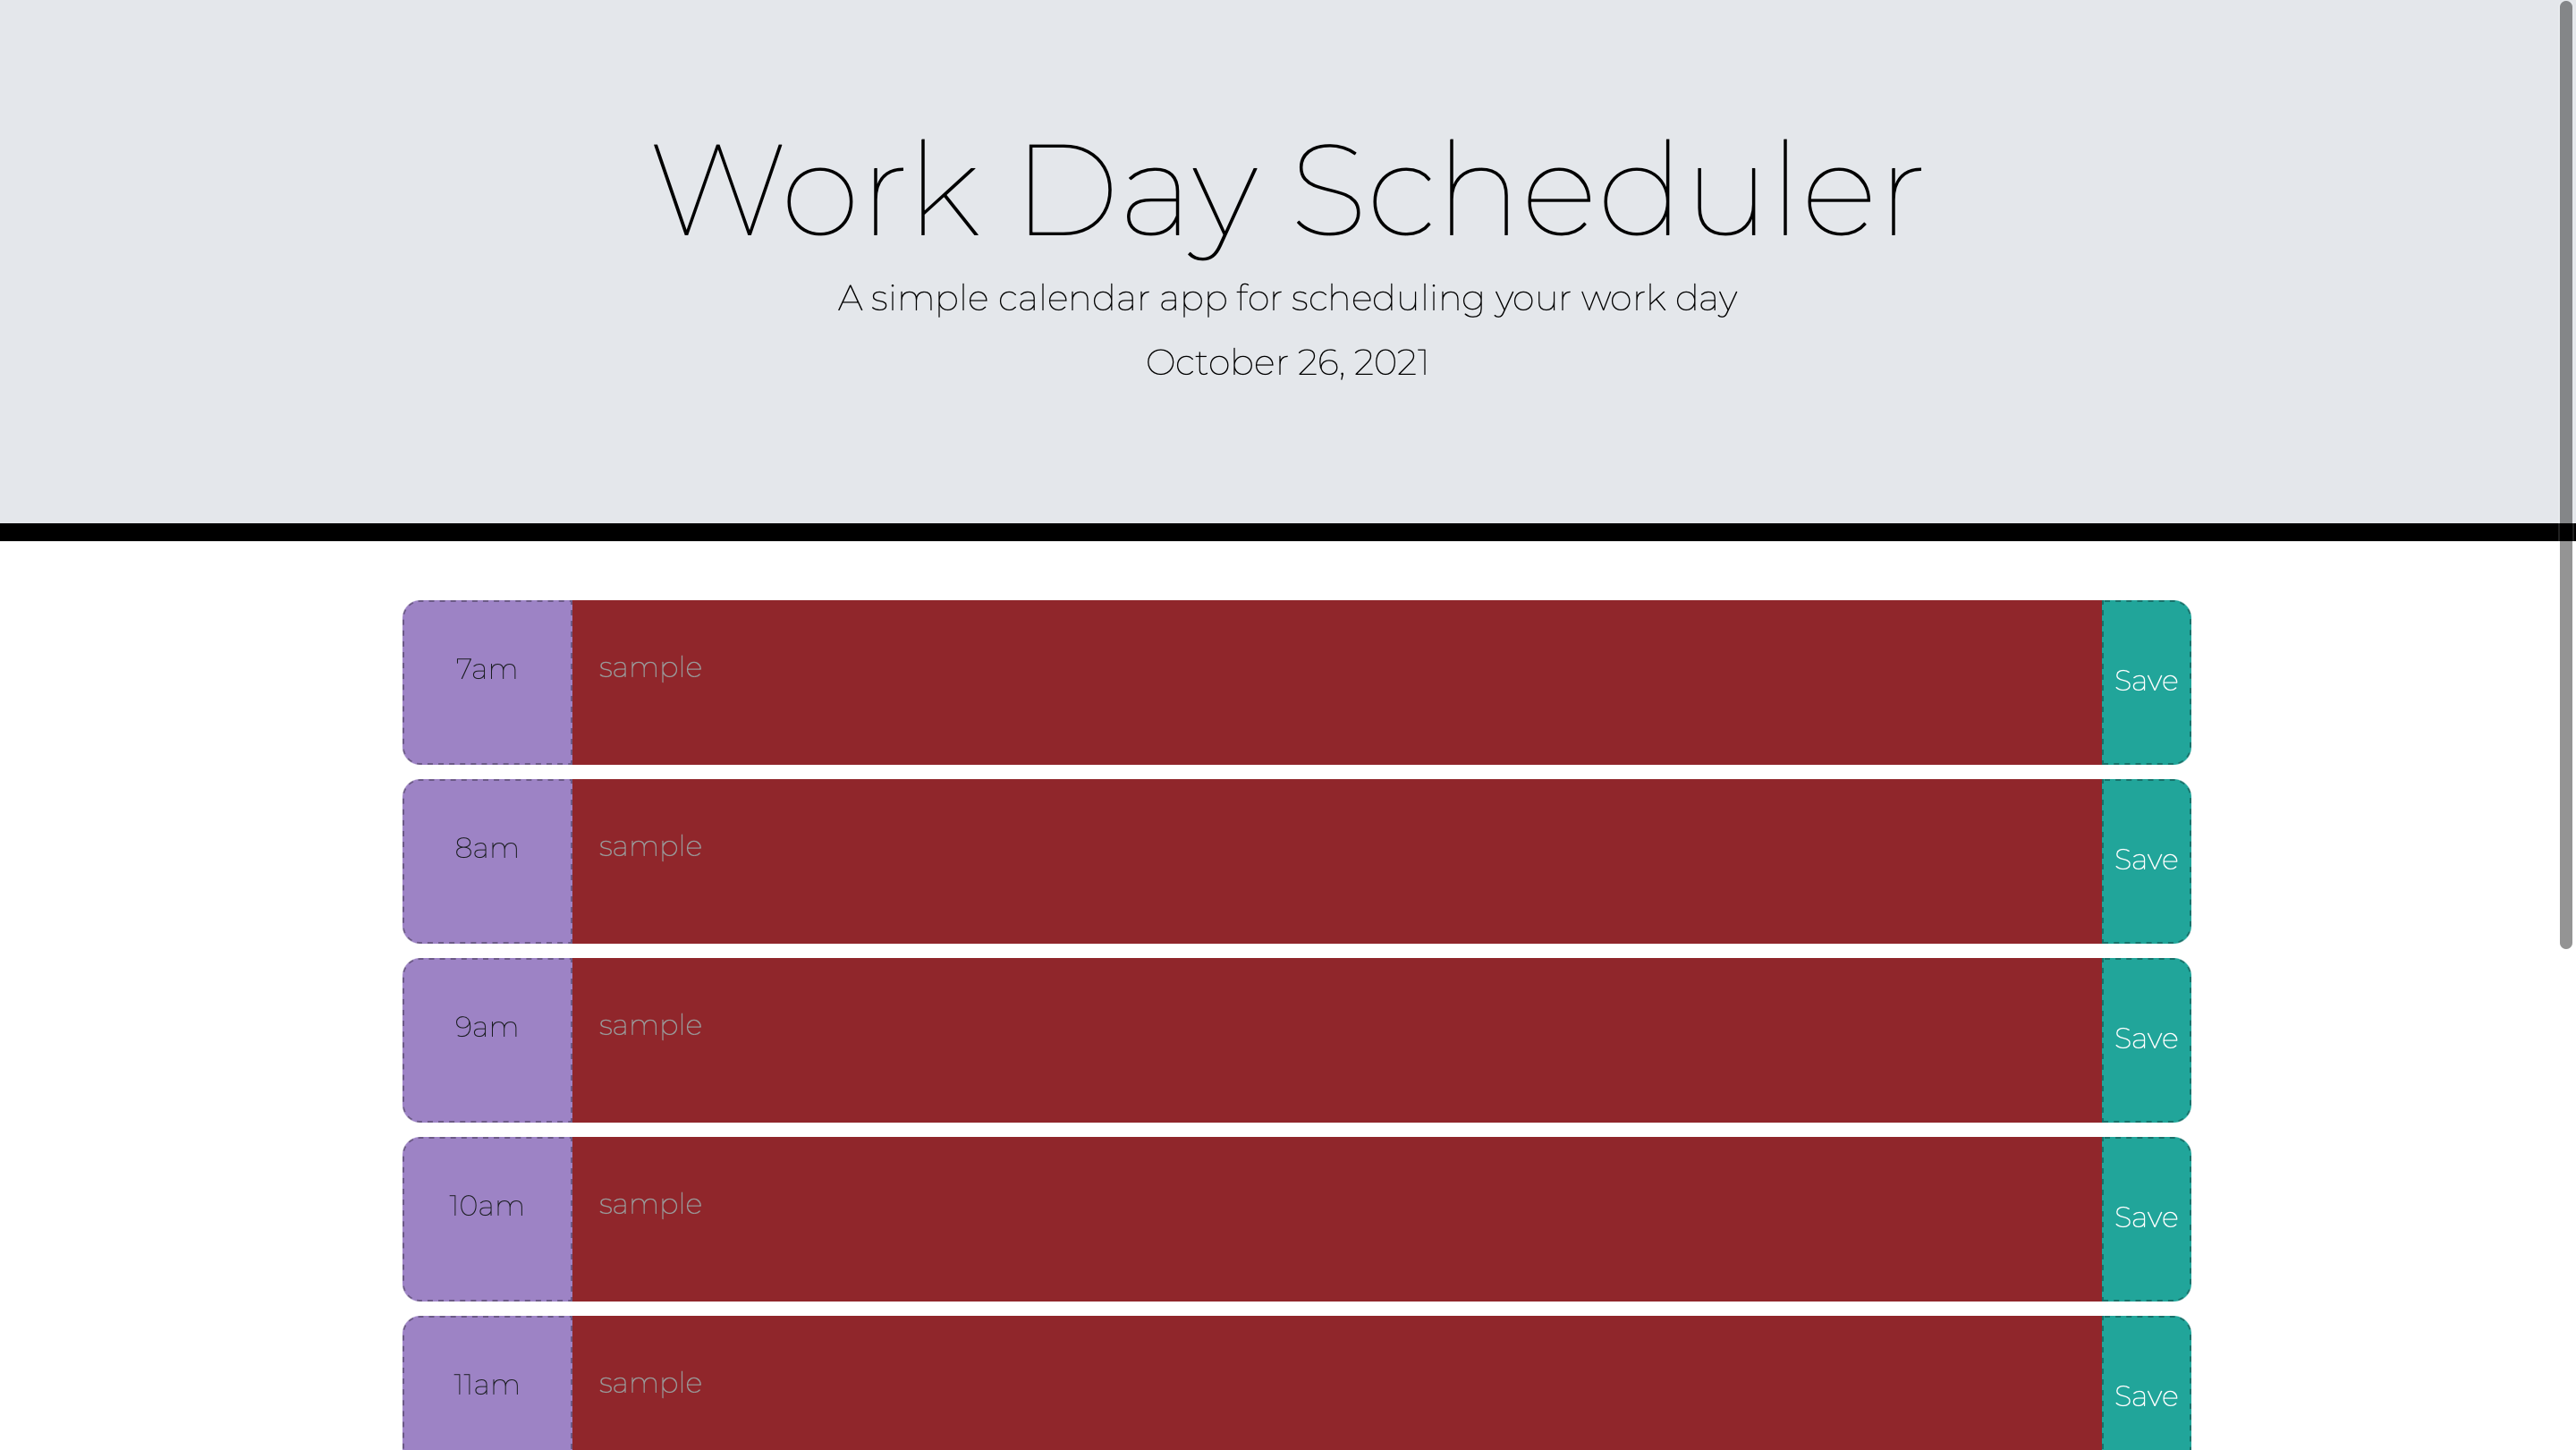 Work Day Scheduler
A simple calendar app for scheduling your work day
October 26, 2021
7am sample Save
8am sample Save
9am sample Save
10am sample Save
11am sample Save